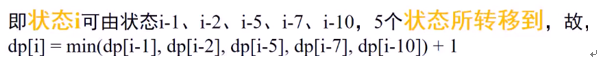 即状态i可由状态i-1、i-2、i-5、i-7、i-10，5个状态所转移到，故，
dp[i] = min(dp[i-1], dp[i-2], dp[i-5], dp[i-7], dp[i-10]) + 1